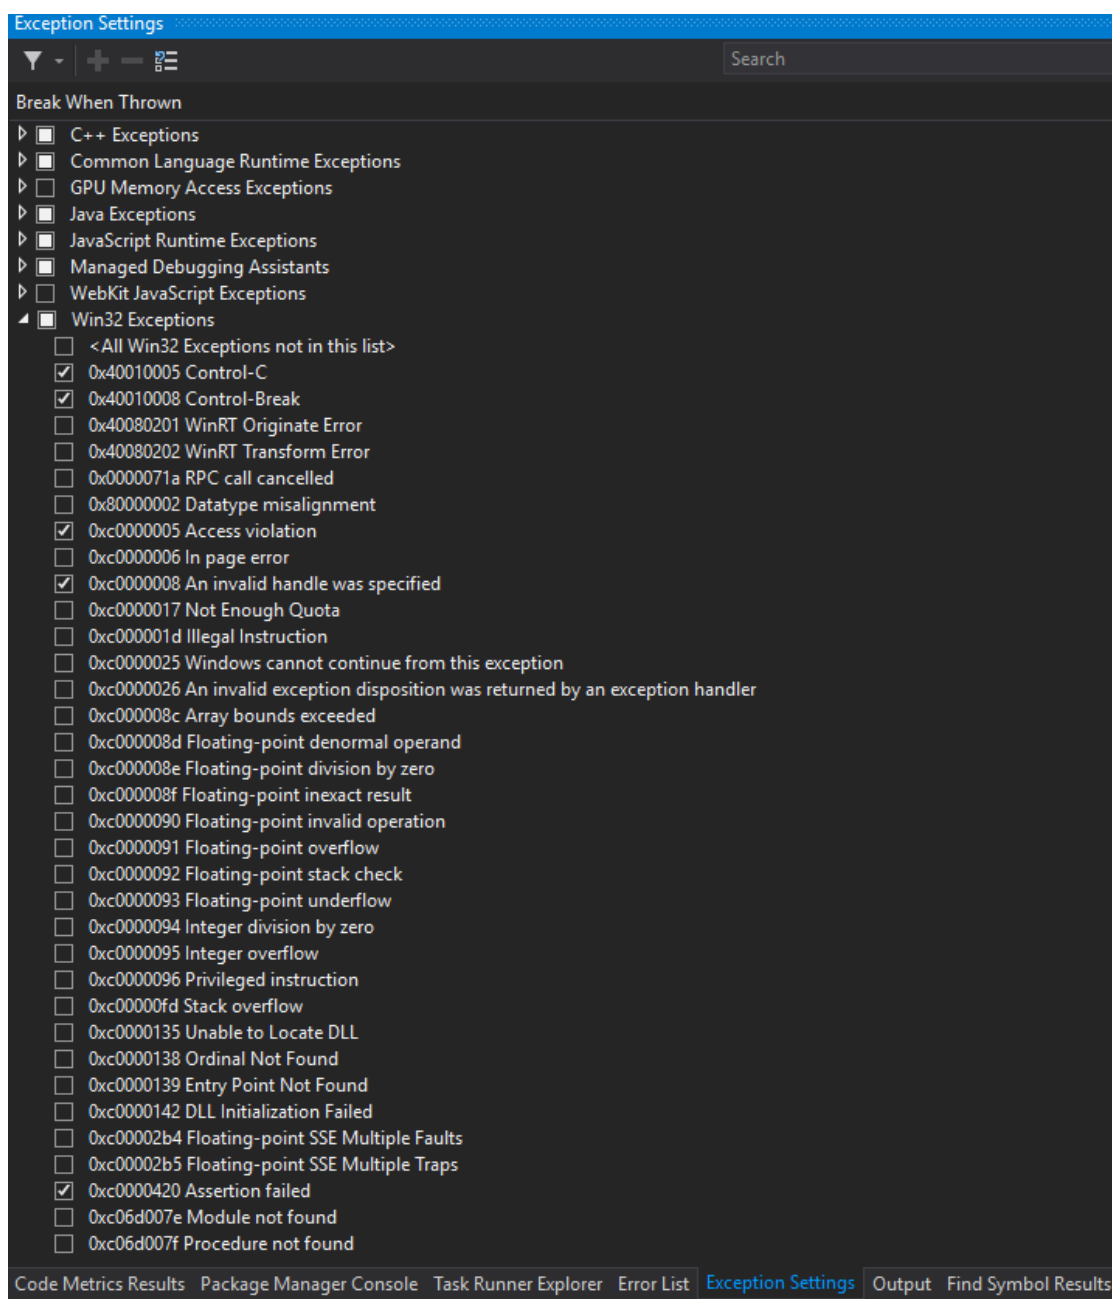 Exception Settings
Search
Break When Thrown
C++ Exceptions
Common Language Runtime Exceptions
GPU Memory Access Exceptions
Java Exceptions
JavaScript Runtime Exceptions
Managed Debugging Assistants
WebKit JavaScript Exceptions
Win32 Exceptions
<All Win32 Exceptions not in this list>
0x40010005 Control-C
0x40010008 Control-Break
0x40080201 WinRT Originate Error
0x40080202 WinRT Transform Error
0x0000071a RPC call cancelled
0x80000002 Datatype misalignment
0xc0000005 Access violation
0xc0000006 In page error
0xc0000008 An invalid handle was specified
0xc0000017 Not Enough Quota
0xc000001d Illegal Instruction
0xc0000025 Windows cannot continue from this exception
0xc0000026 An invalid exception disposition was returned by an exception handler
0xc000008c Array bounds exceeded
0xc000008d Floating-point denormal operand
0xc000008e Floating-point division by zero
0xc000008f Floating-point inexact result
0xc0000090 Floating-point invalid operation
0xc0000091 Floating-point overflow
0xc0000092 Floating-point stack check
0xc0000093 Floating-point underflow
0xc0000094 Integer division by zero
0xc0000095 Integer overflow
0xc0000096 Privileged instruction
0xc00000fd Stack overflow
0xc0000135 Unable to Locate DLL
0xc0000138 Ordinal Not Found
0xc0000139 Entry Point Not Found
0xc0000142 DLL Initialization Failed
0xc00002b4 Floating-point SSE Multiple Faults
0xc00002b5 Floating-point SSE Multiple Traps
0xc0000420 Assertion failed
0xc06d007e Module not found
0xc06d007f Procedure not found
Code Metrics Results Package Manager Console Task Runner Explorer Error List Exception Settings Output Find Symbol Results